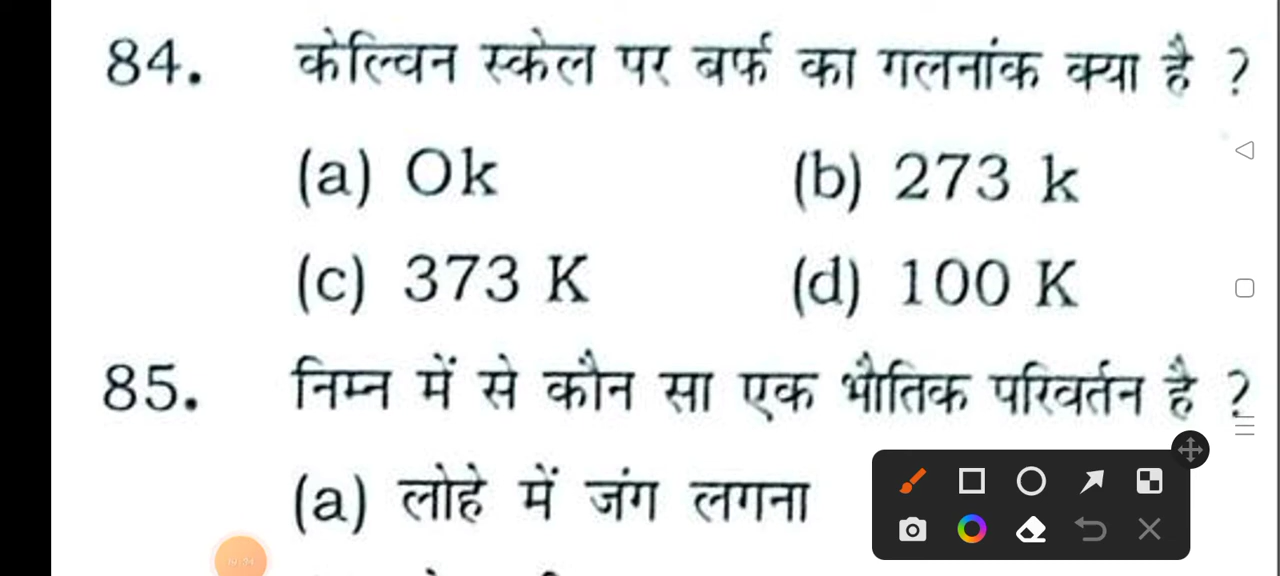 84. केल्विन स्केल पर बर्फ का गलनांक क्या है ?
(a) Ok (b) 273 k
(c) 373 K (d) 100 K
85. निम्न में से कौन सा एक भौतिक परिवर्तन है ?
(a) लोहे में जंग लगना